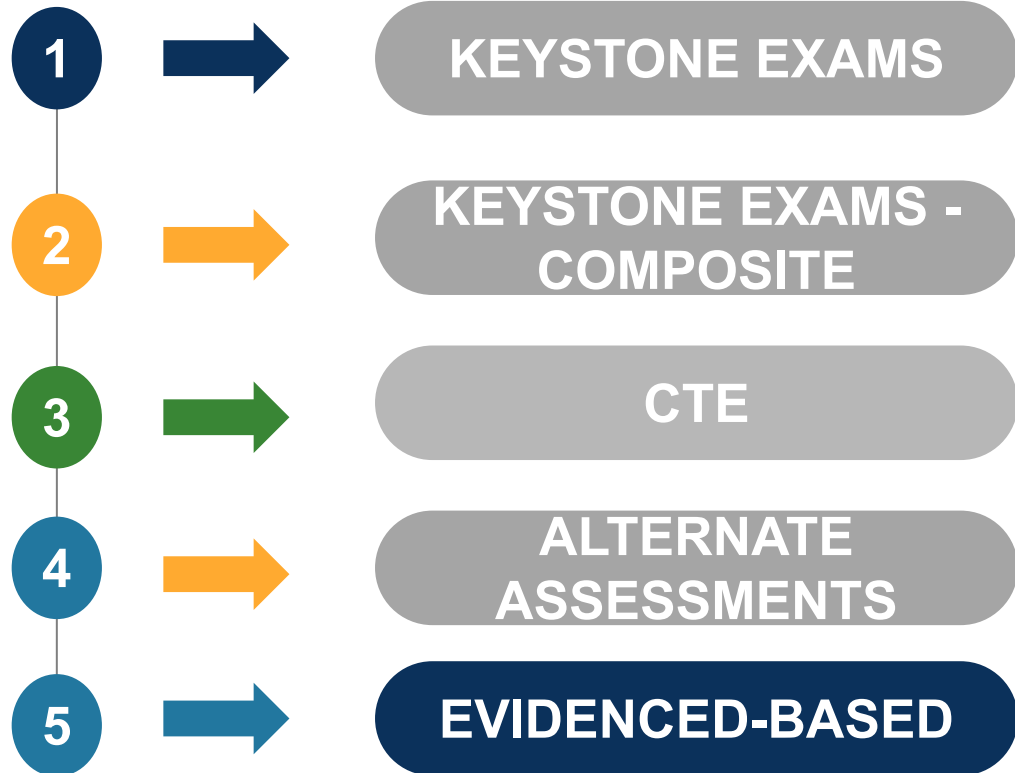 1
KEYSTONE EXAMS
2
KEYSTONE EXAMS -
COMPOSITE
3
CTE
4
ALTERNATE
ASSESSMENTS
5
EVIDENCED-BASED